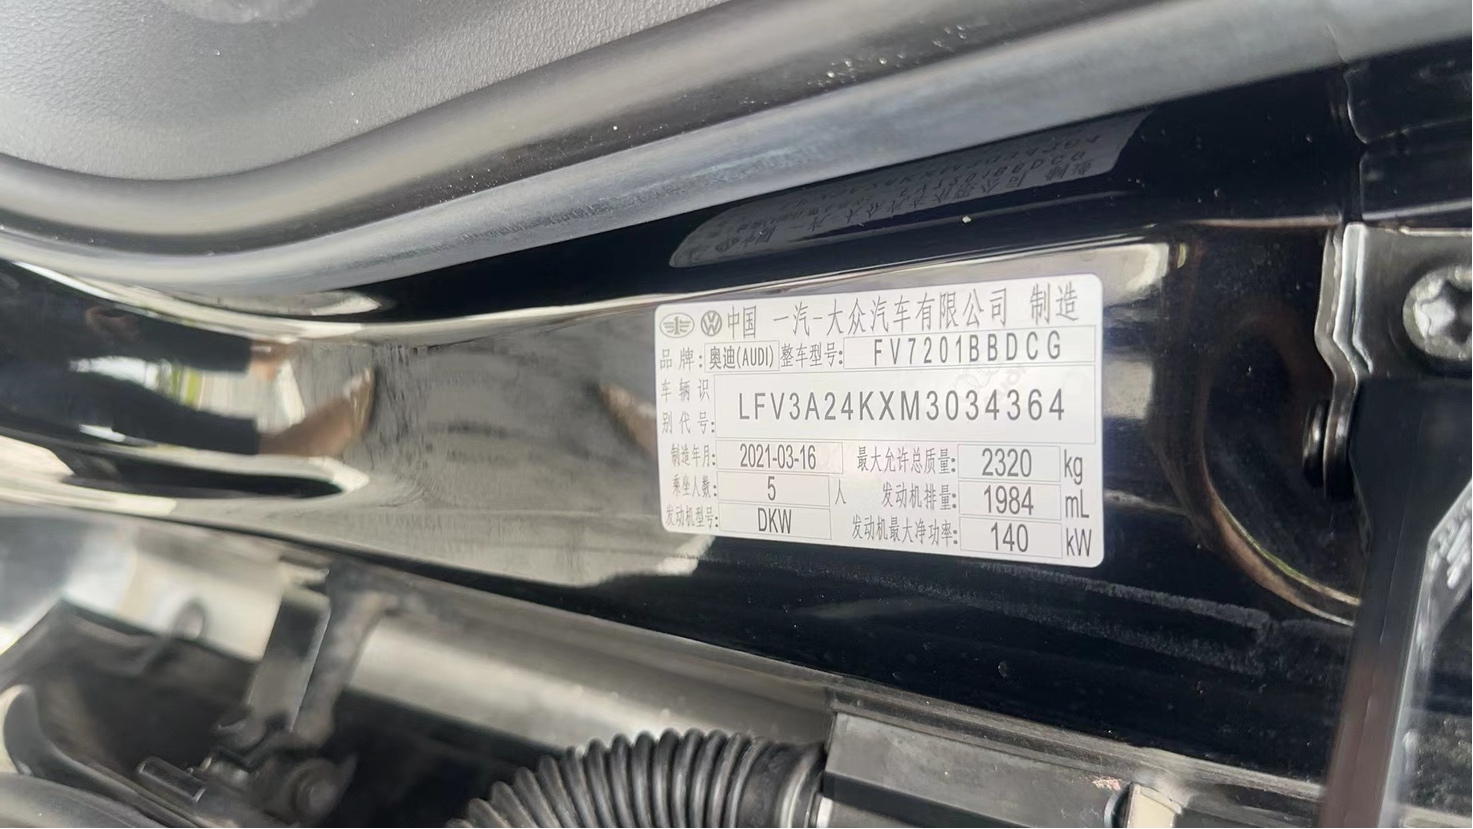 中国 一汽-大众汽车有限公司 制造
品牌: 奥迪(AUDI) 整车型号: FV7201BBDCG
车辆识别代号: LFV3A24KXM3034364
制造年月: 2021-03-16 最大允许总质量: 2320 kg
乘坐人数: 5 人 发动机排量: 1984 mL
发动机型号: DKW 发动机最大净功率: 140 kW